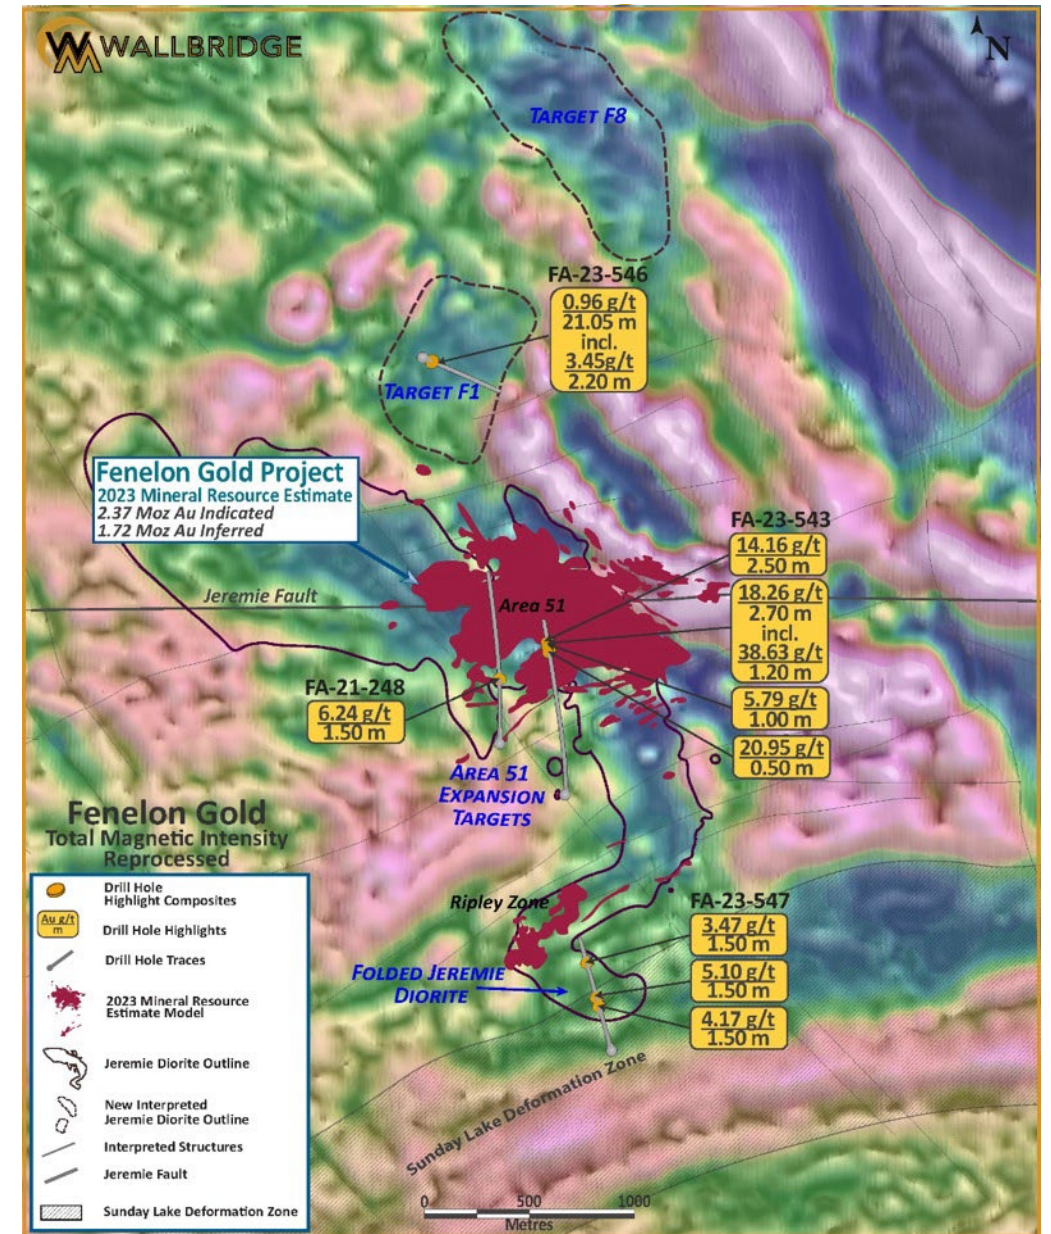 WALLBRIDGE
N
TARGET F8
FA-23-546
0.96 g/t
21.05 m
incl.
3.45g/t
2.20 m
TARGET F1
Fenelon Gold Project
2023 Mineral Resource Estimate
2.37 Moz Au Indicated
1.72 Moz Au Inferred
FA-23-543
14.16 g/t
2.50 m
18.26 g/t
2.70 m
incl.
38.63 g/t
1.20 m
5.79 g/t
1.00 m
20.95 g/t
0.50 m
Jeremie Fault
Area 51
FA-21-248
6.24 g/t
1.50 m
AREA 51
EXPANSION
TARGETS
Fenelon Gold
Total Magnetic Intensity
Reprocessed
Ripley Zone
FA-23-547
3.47 g/t
1.50 m
5.10 g/t
1.50 m
4.17 g/t
1.50 m
FOLDED JEREMIE
DIORITE
Sunday Lake Deformation Zone
Drill Hole
Highlight Composites
Au g/t
m
Drill Hole Highlights
Drill Hole Traces
2023 Mineral Resource
Estimate Model
Jeremie Diorite Outline
New Interpreted
Jeremie Diorite Outline
Interpreted Structures
Jeremie Fault
Sunday Lake Deformation Zone
0 500 1000
Metres